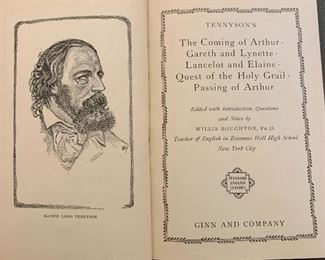 ALFRED LORD TENNYSON
TENNYSON'S
The Coming of Arthur ·
Gareth and Lynette ·
Lancelot and Elaine ·
Quest of the Holy Grail ·
Passing of Arthur
Edited with Introduction, Questions
and Notes by
WILLIS BOUGHTON, PH.D.
Teacher of English in Erasmus Hall High School
New York City
STANDARD
ENGLISH
CLASSICS
GINN AND COMPANY